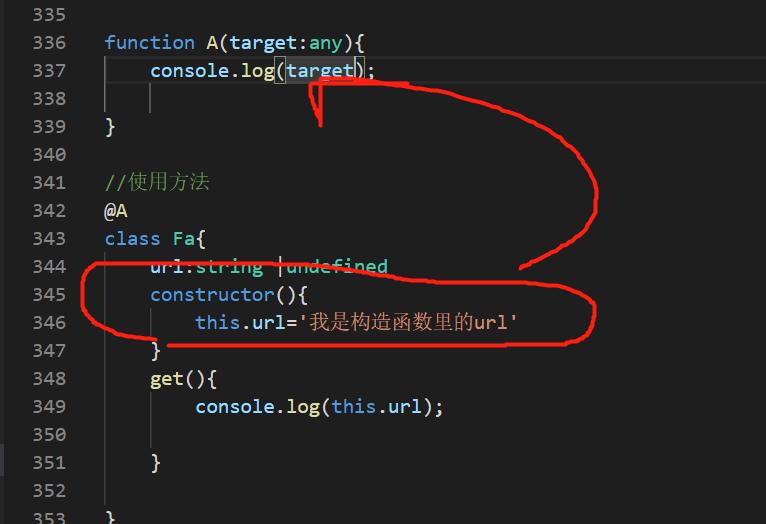 335
336 function A(target:any){
337 console.log(target);
338
339 }
340
341 //使用方法
342 @A
343 class Fa{
344 url:string |undefined
345 constructor(){
346 this.url='我是构造函数里的url'
347 }
348 get(){
349 console.log(this.url);
350
351 }
352
353 }